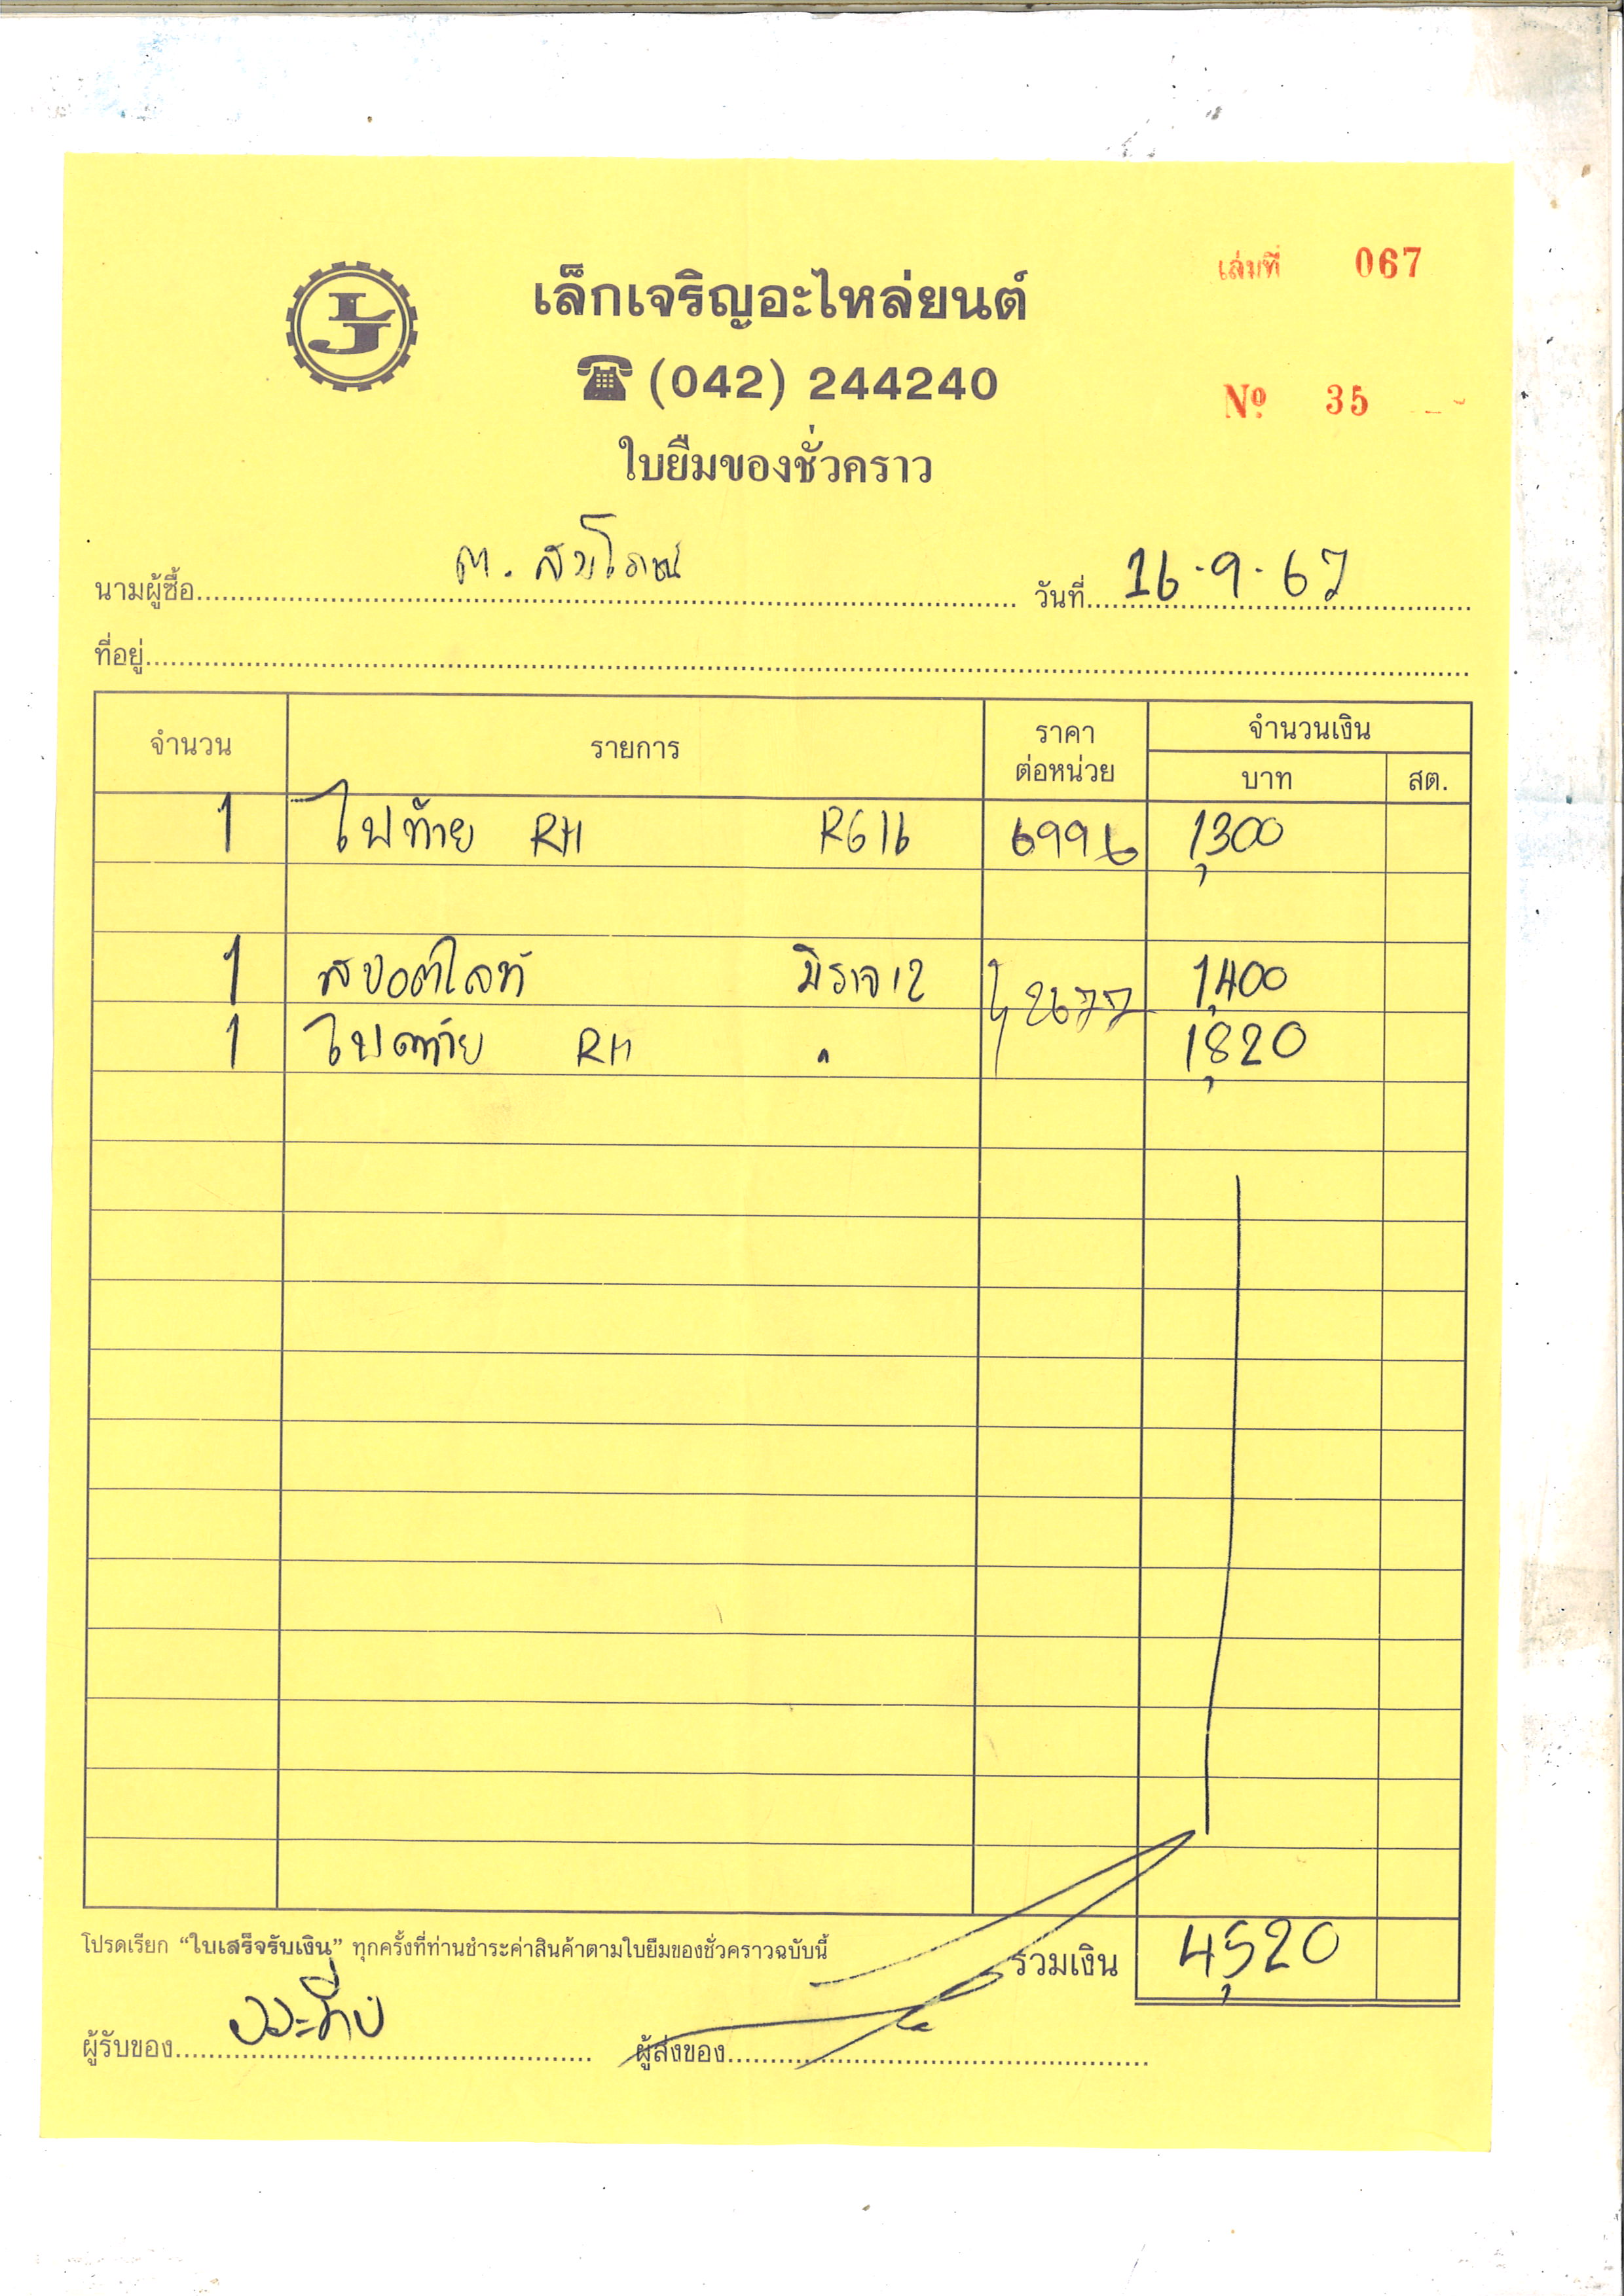 เล่มที่ 067
LJ
เล็กเจริญอะไหล่ยนต์
(042) 244240
Nº 35
ใบยืมของชั่วคราว
นามผู้ซื้อ วันที่ 16-9-67
ที่อยู่
จำนวน รายการ ราคาต่อหน่วย จำนวนเงิน
บาท สต.
1 ไฟท้าย RH R616 6996 1,300
1 สปอตไลท์ มิราจ12 2677 1,400
1 ไฟท้าย RH " 1,820
โปรดเรียก “ใบเสร็จรับเงิน” ทุกครั้งที่ท่านชำระค่าสินค้าตามใบยืมของชั่วคราวฉบับนี้ รวมเงิน 4,520
ผู้รับของ ประทีป ผู้ส่งของ